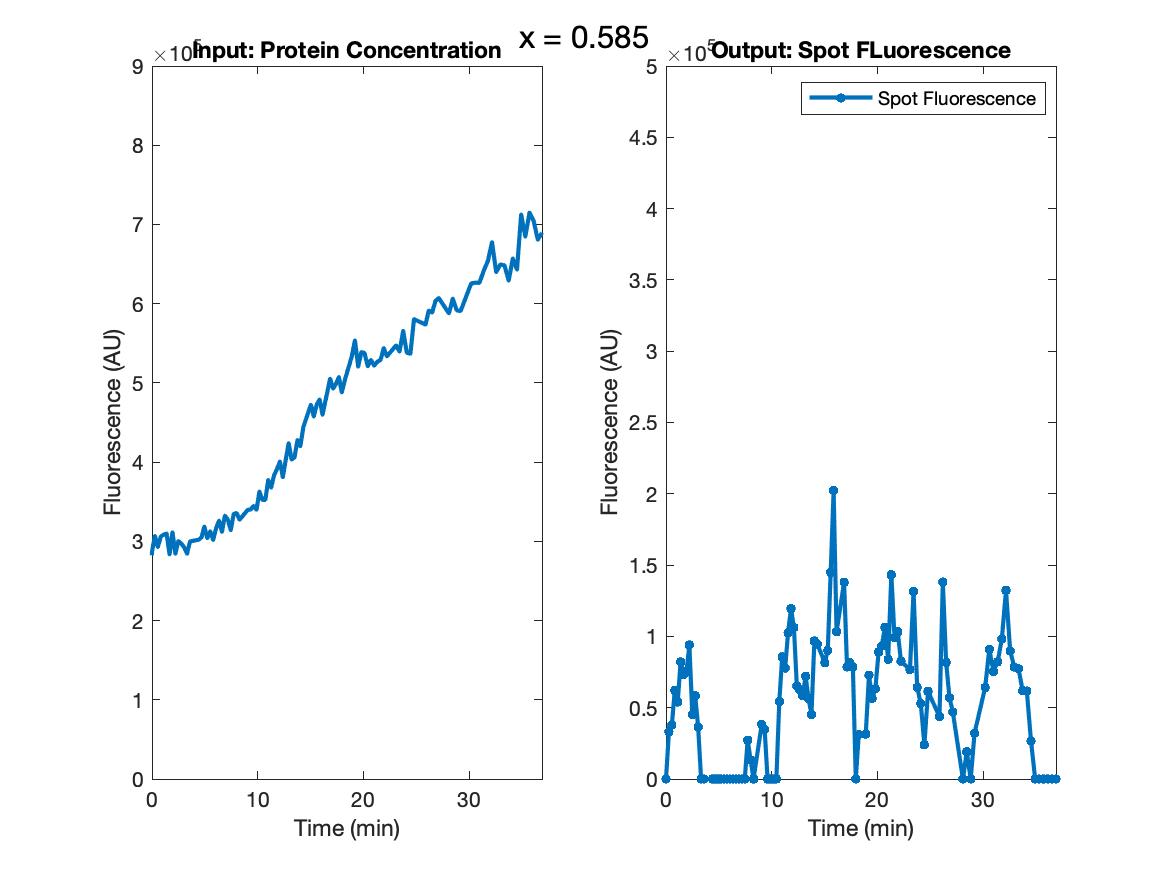 x = 0.585
×10⁵
Input: Protein Concentration
9
8
7
6
5
4
3
2
1
0
Fluorescence (AU)
0 10 20 30
Time (min)
×10⁵
Output: Spot FLuorescence
Spot Fluorescence
5
4.5
4
3.5
3
2.5
2
1.5
1
0.5
0
Fluorescence (AU)
0 10 20 30
Time (min)